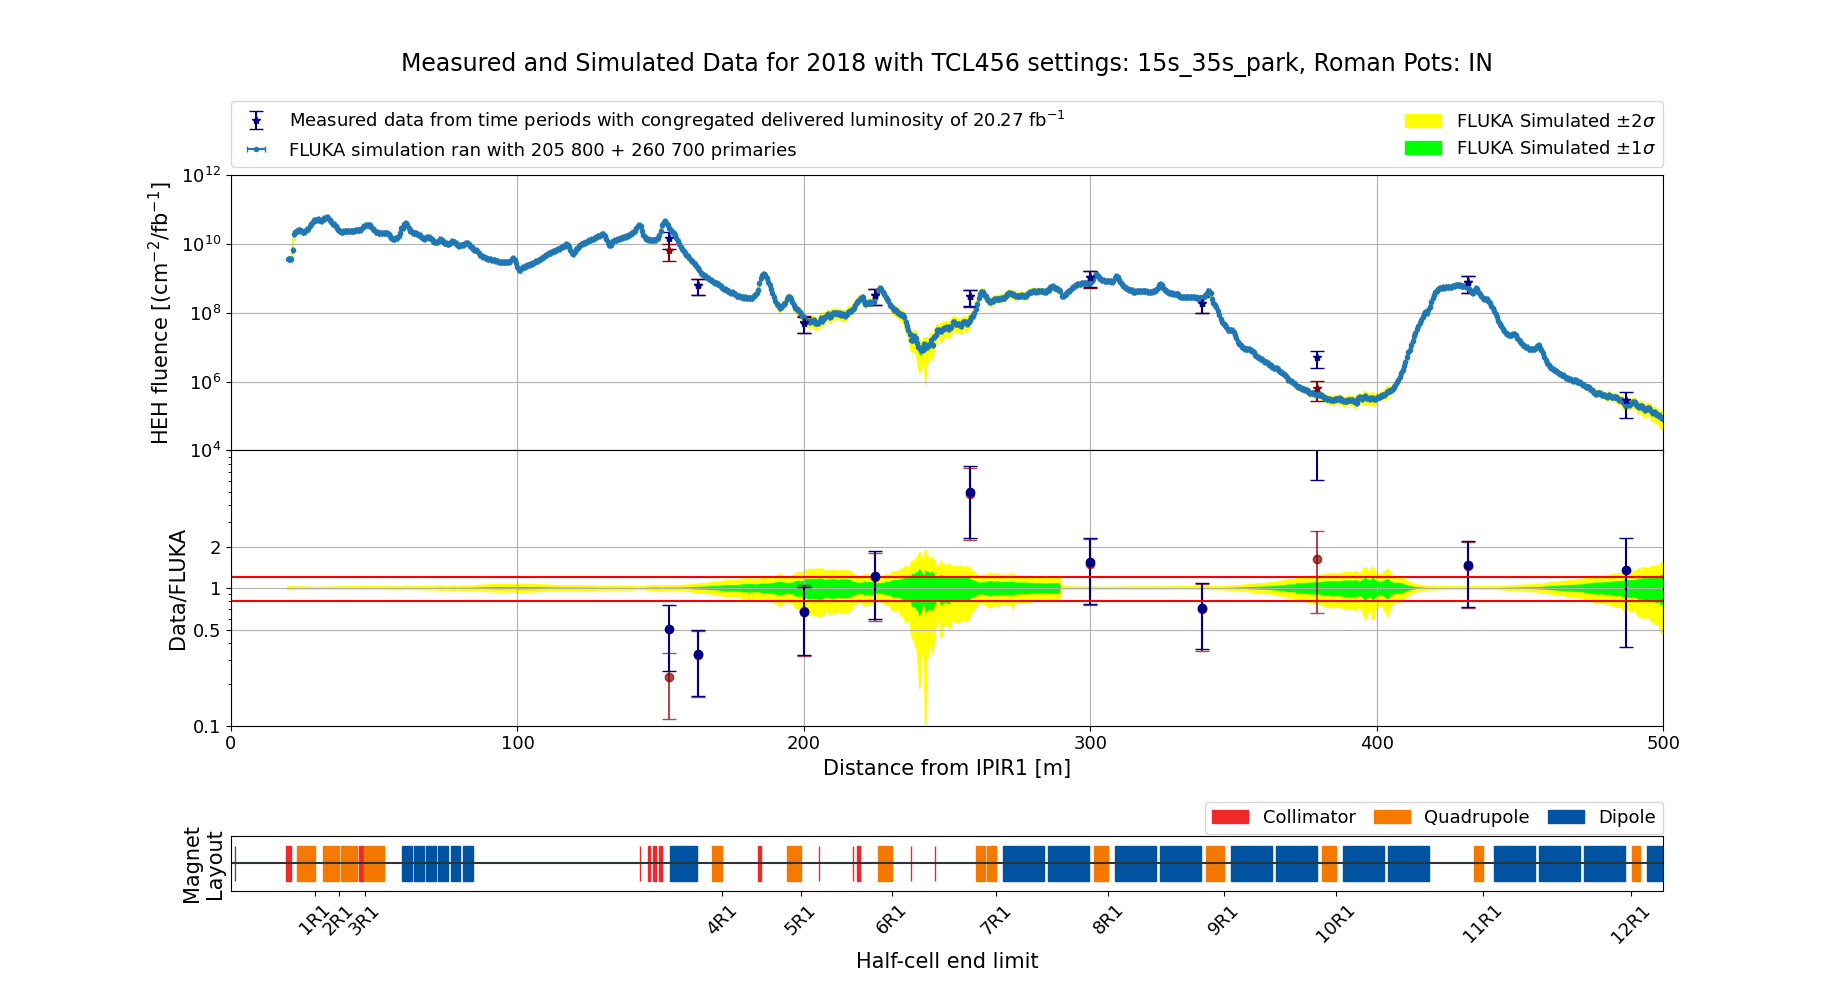 Measured and Simulated Data for 2018 with TCL456 settings: 15s_35s_park, Roman Pots: IN
Measured data from time periods with congregated delivered luminosity of 20.27 fb⁻¹
FLUKA simulation ran with 205 800 + 260 700 primaries
FLUKA Simulated ±2σ
FLUKA Simulated ±1σ
HEH fluence [(cm⁻²/fb⁻¹]
10¹²
10¹⁰
10⁸
10⁶
10⁴
Data/FLUKA
2
1
0.5
0.1
0 100 200 300 400 500
Distance from IPIR1 [m]
Collimator Quadrupole Dipole
Magnet
Layout
1R1 2R1 3R1 4R1 5R1 6R1 7R1 8R1 9R1 10R1 11R1 12R1
Half-cell end limit